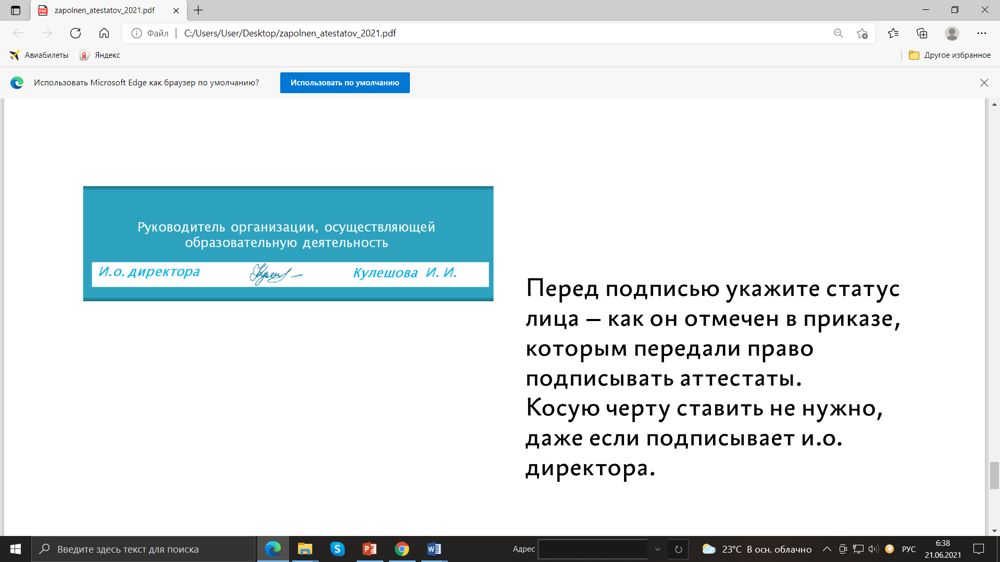 zapolnen_atestatov_2021.pdf
Файл
C:/Users/User/Desktop/zapolnen_atestatov_2021.pdf
Авиабилеты
Яндекс
Другое избранное
Использовать Microsoft Edge как браузер по умолчанию?
Использовать по умолчанию
Руководитель организации, осуществляющей
образовательную деятельность
И.о. директора
Кулешова И. И.
Перед подписью укажите статус
лица – как он отмечен в приказе,
которым передали право
подписывать аттестаты.
Косую черту ставить не нужно,
даже если подписывает и.о.
директора.
Введите здесь текст для поиска
Адрес
23°C В осн. облачно
РУС
6:38
21.06.2021